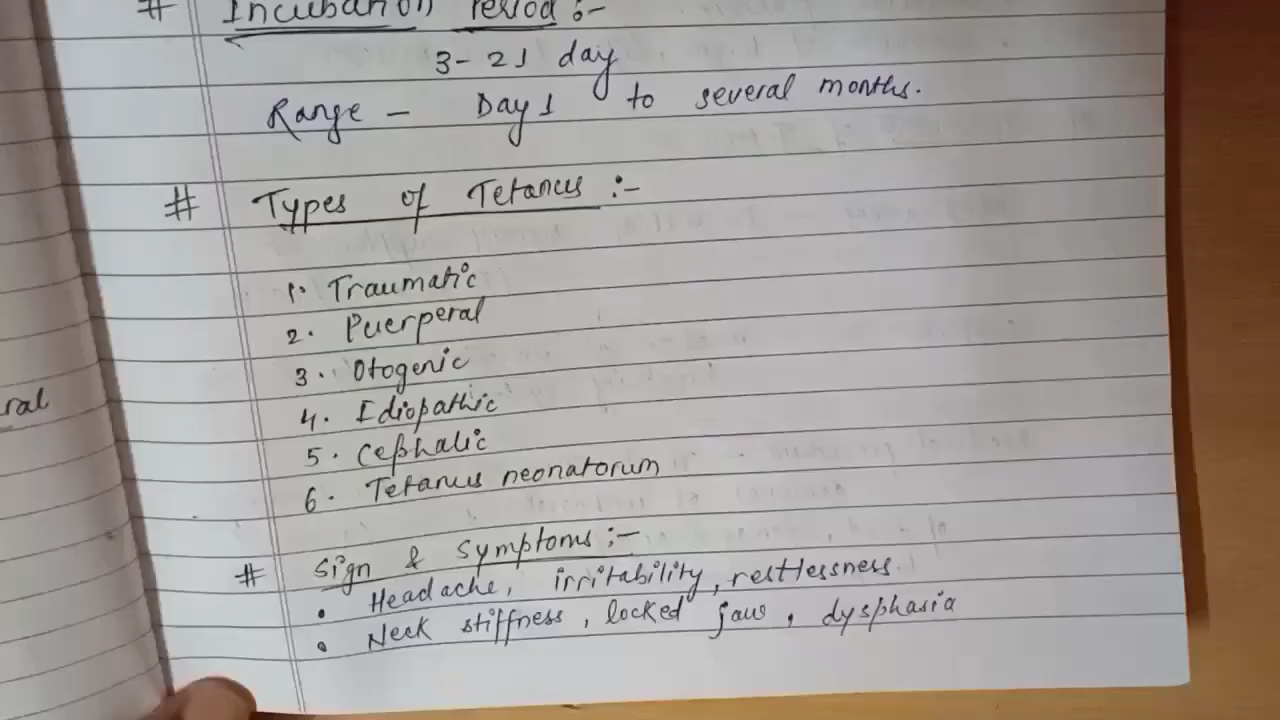 # Incubation Period :-
3-21 day
Range - Day 1 to several months.
# Types of Tetanus :-
1. Traumatic
2. Puerperal
3. Otogenic
4. Idiopathic
5. Cephalic
6. Tetanus neonatorum
ral
# Sign & Symptoms :-
• Headache, irritability, restlessness
• Neck stiffness, locked jaw, dysphasia